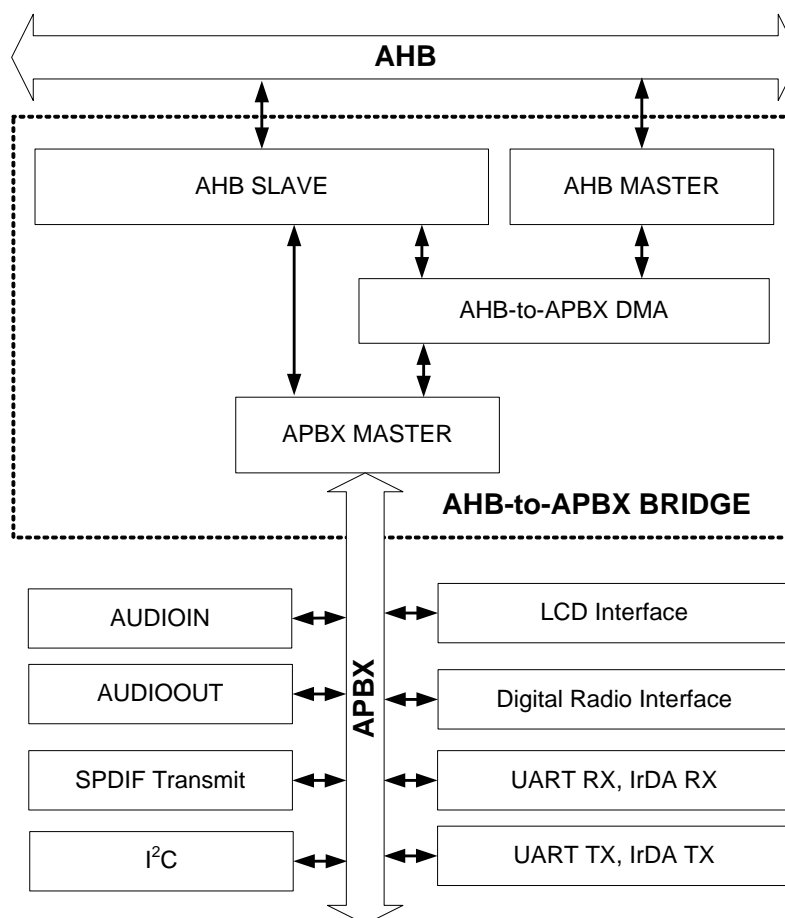 AHB
AHB SLAVE
AHB MASTER
AHB-to-APBX DMA
APBX MASTER
AHB-to-APBX BRIDGE
APBX
AUDIOIN
LCD Interface
AUDIOOUT
Digital Radio Interface
SPDIF Transmit
UART RX, IrDA RX
I²C
UART TX, IrDA TX